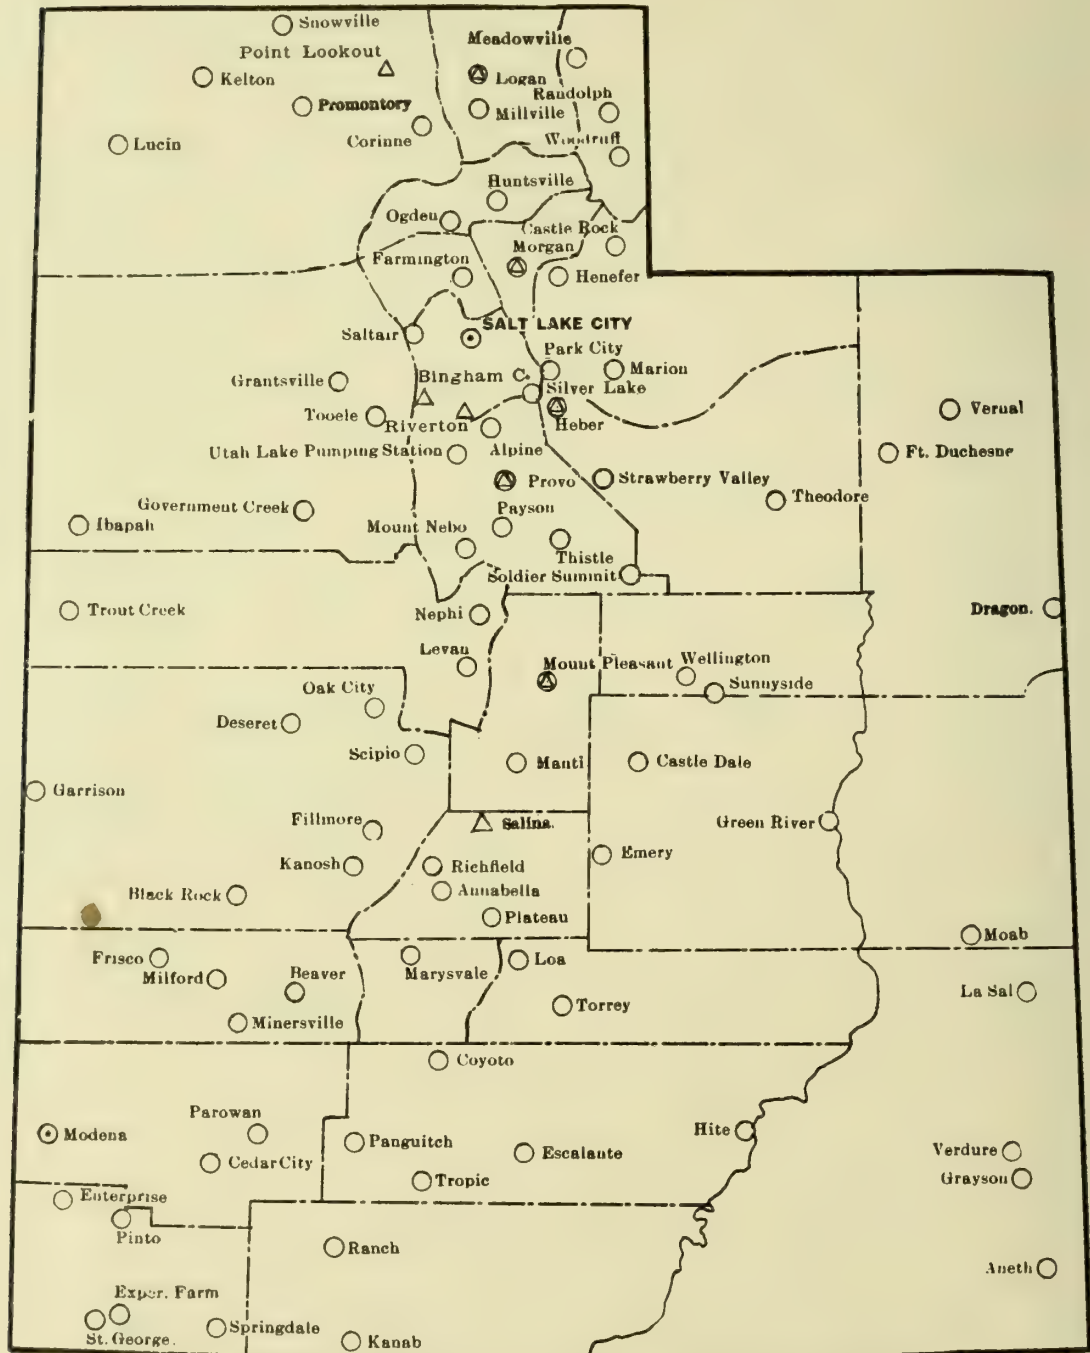 Snowville
Point Lookout
Meadowville
Kelton
Logan
Randolph
Promontory
Millville
Corinne
Lucin
Woodruff
Huntsville
Ogden
Castle Rock
Morgan
Farmington
Henefer
SALT LAKE CITY
Saltair
Park City
Marion
Grantsville
Bingham C.
Silver Lake
Tooele
Riverton
Heber
Vernal
Utah Lake Pumping Station
Alpine
Ft. Duchesne
Provo
Strawberry Valley
Theodore
Government Creek
Payson
Ibapah
Mount Nebo
Thistle
Soldier Summit
Trout Creek
Nephi
Dragon.
Levan
Mount Pleasant
Wellington
Sunnyside
Oak City
Deseret
Scipio
Manti
Castle Dale
Garrison
Fillmore
Salina.
Green River
Kanosh
Richfield
Emery
Annabella
Black Rock
Plateau
Moab
Frisco
Marysvale
Loa
Milford
Beaver
La Sal
Torrey
Minersville
Coyoto
Parowan
Modena
Panguitch
Hite
Escalante
Verdure
Cedar City
Tropic
Grayson
Enterprise
Pinto
Ranch
Aneth
Exper. Farm
St. George.
Springdale
Kanab